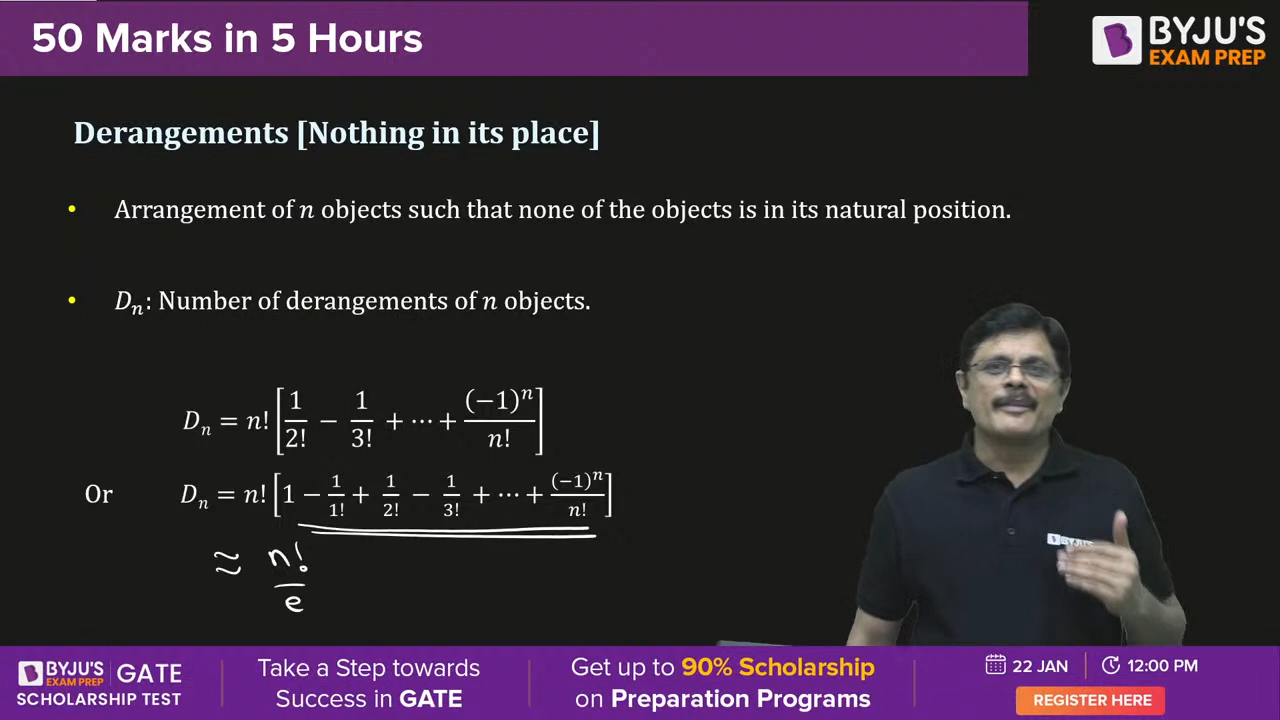 50 Marks in 5 Hours
BYJU'S
EXAM PREP
Derangements [Nothing in its place]
• Arrangement of n objects such that none of the objects is in its natural position.
• Dₙ: Number of derangements of n objects.
Dₙ = n! [1/2! − 1/3! + ⋯ + (−1)ⁿ/n!]
Or Dₙ = n! [1 − 1/1! + 1/2! − 1/3! + ⋯ + (−1)ⁿ/n!]
≈ n!/e
BYJU'S
BYJU'S EXAM PREP | GATE
SCHOLARSHIP TEST
Take a Step towards
Success in GATE
Get up to 90% Scholarship
on Preparation Programs
22 JAN 12:00 PM
REGISTER HERE